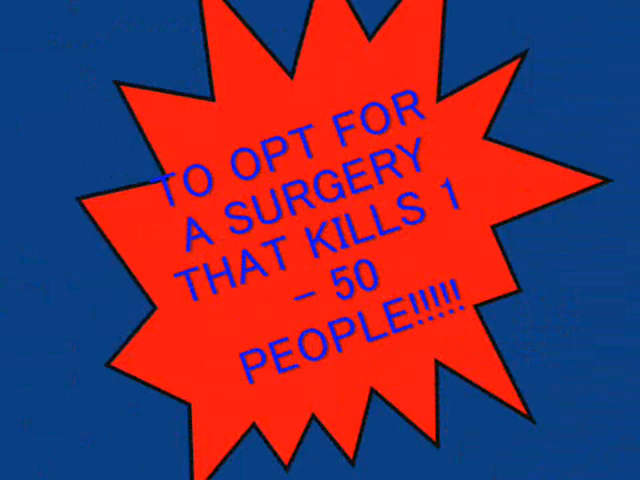 TO OPT FOR
A SURGERY
THAT KILLS 1
– 50
PEOPLE!!!!!